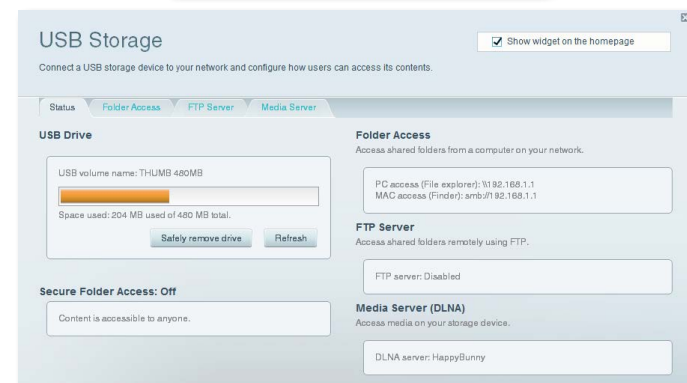 USB Storage
Show widget on the homepage
Connect a USB storage device to your network and configure how users can access its contents.
Status
Folder Access
FTP Server
Media Server
USB Drive
USB volume name: THUMB 480MB
Space used: 204 MB used of 480 MB total.
Safely remove drive
Refresh
Secure Folder Access: Off
Content is accessible to anyone.
Folder Access
Access shared folders from a computer on your network.
PC access (File explorer): \\192.168.1.1
MAC access (Finder): smb://192.168.1.1
FTP Server
Access shared folders remotely using FTP.
FTP server: Disabled
Media Server (DLNA)
Access media on your storage device.
DLNA server: HappyBunny